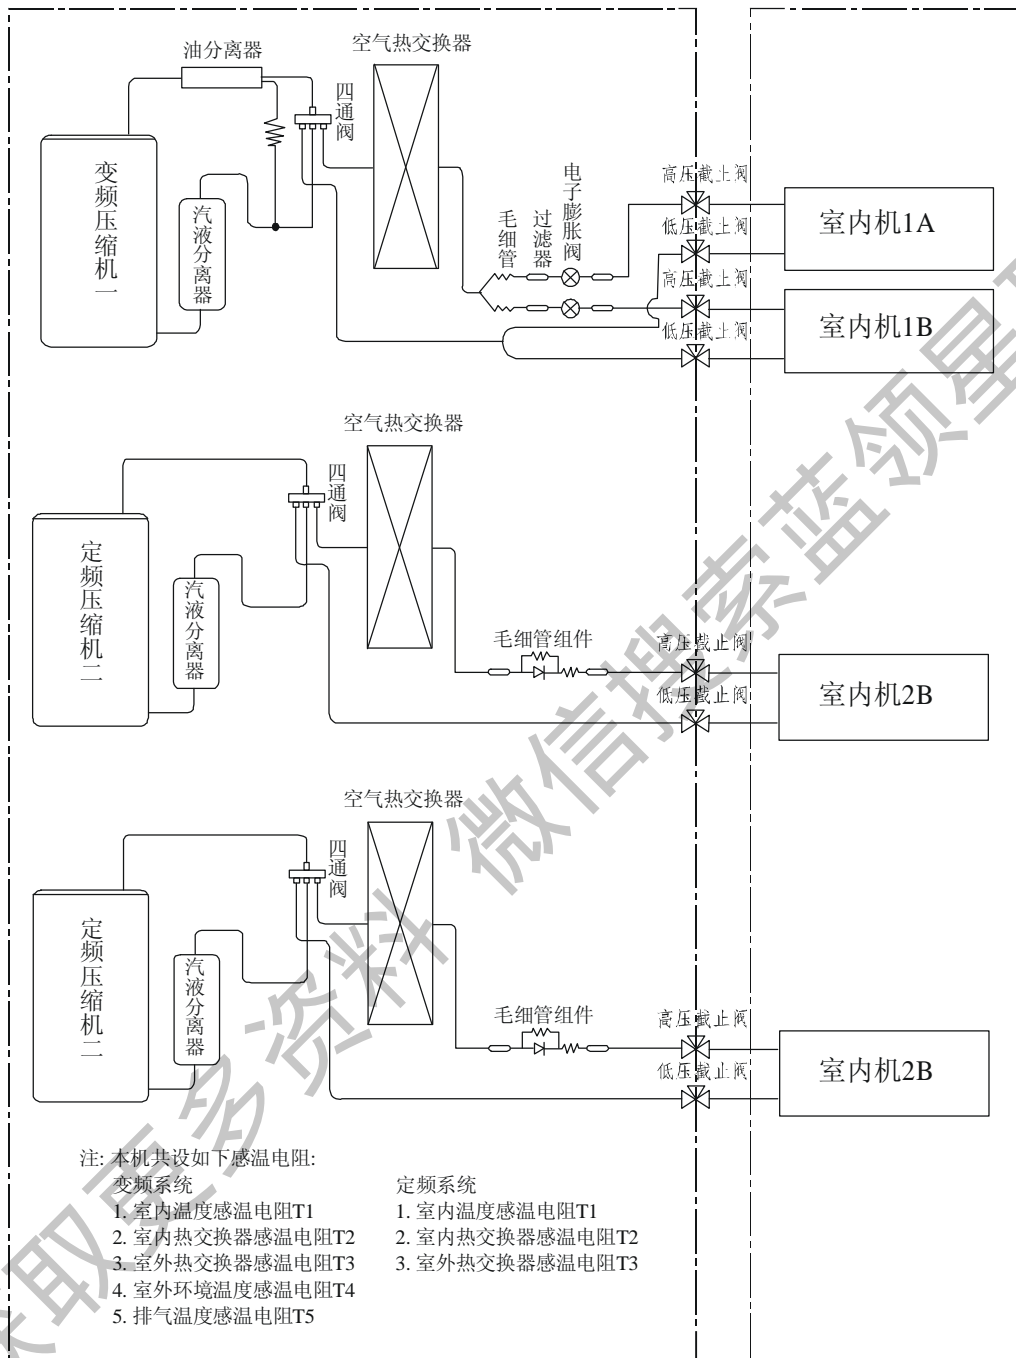 油分离器
空气热交换器
四通阀
变频压缩机一
汽液分离器
毛细管
过滤器
电子膨胀阀
高压截止阀
低压截止阀
高压截止阀
低压截止阀
室内机1A
室内机1B
空气热交换器
四通阀
定频压缩机二
汽液分离器
毛细管组件
高压截止阀
低压截止阀
室内机2B
空气热交换器
四通阀
定频压缩机二
汽液分离器
毛细管组件
高压截止阀
低压截止阀
室内机2B
注: 本机共设如下感温电阻:
变频系统
1. 室内温度感温电阻T1
2. 室内热交换器感温电阻T2
3. 室外热交换器感温电阻T3
4. 室外环境温度感温电阻T4
5. 排气温度感温电阻T5
定频系统
1. 室内温度感温电阻T1
2. 室内热交换器感温电阻T2
3. 室外热交换器感温电阻T3
取更多资料 微信搜索蓝领星